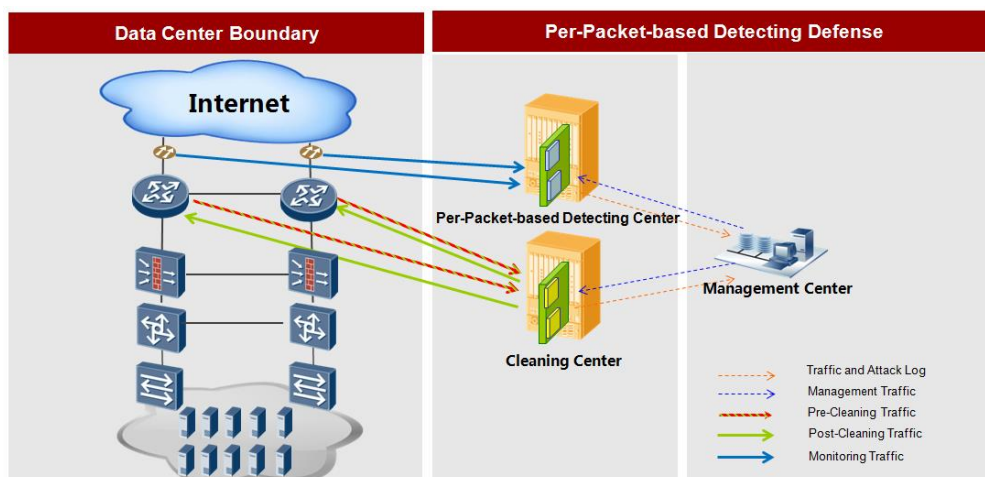 Data Center Boundary
Per-Packet-based Detecting Defense
Internet
Per-Packet-based Detecting Center
Management Center
Cleaning Center
Traffic and Attack Log
Management Traffic
Pre-Cleaning Traffic
Post-Cleaning Traffic
Monitoring Traffic